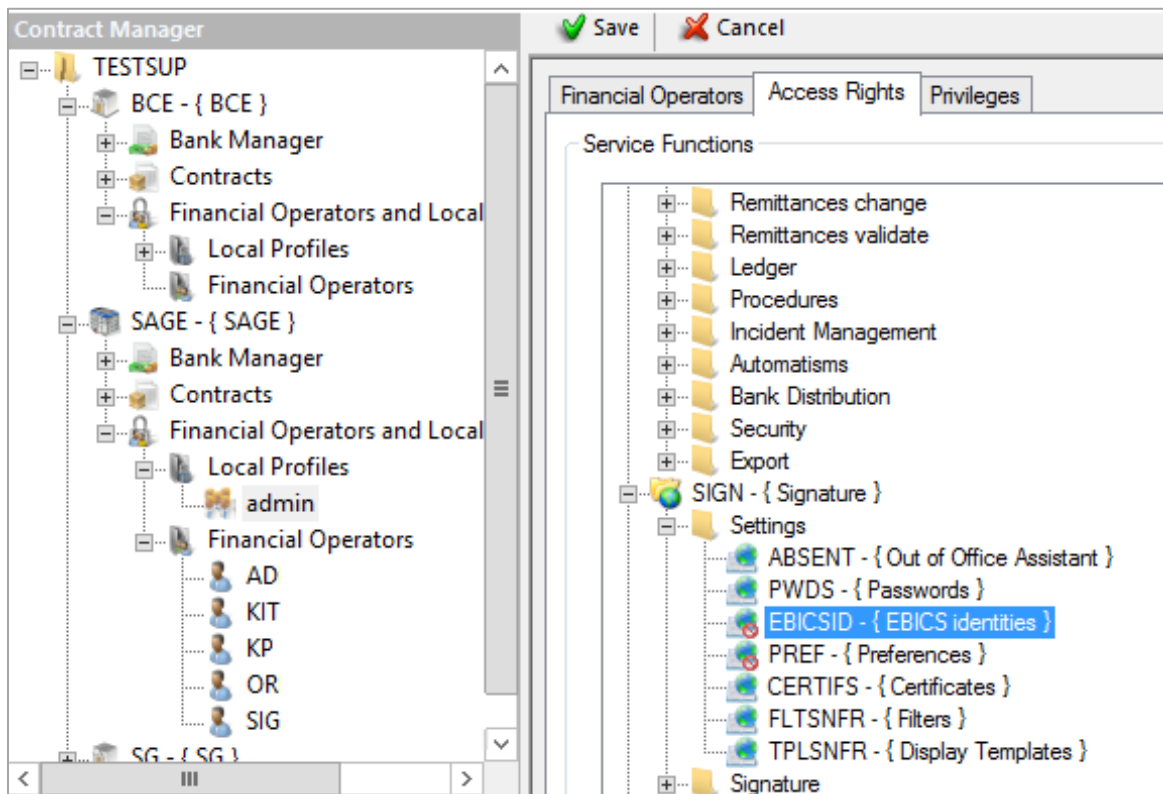 Contract Manager
TESTSUP
BCE - { BCE }
Bank Manager
Contracts
Financial Operators and Local
Local Profiles
Financial Operators
SAGE - { SAGE }
Bank Manager
Contracts
Financial Operators and Local
Local Profiles
admin
Financial Operators
AD
KIT
KP
OR
SIG
SG - { SG }
Save
Cancel
Financial Operators
Access Rights
Privileges
Service Functions
Remittances change
Remittances validate
Ledger
Procedures
Incident Management
Automatisms
Bank Distribution
Security
Export
SIGN - { Signature }
Settings
ABSENT - { Out of Office Assistant }
PWDS - { Passwords }
EBICSID - { EBICS identities }
PREF - { Preferences }
CERTIFS - { Certificates }
FLTSNFR - { Filters }
TPLSNFR - { Display Templates }
Signature